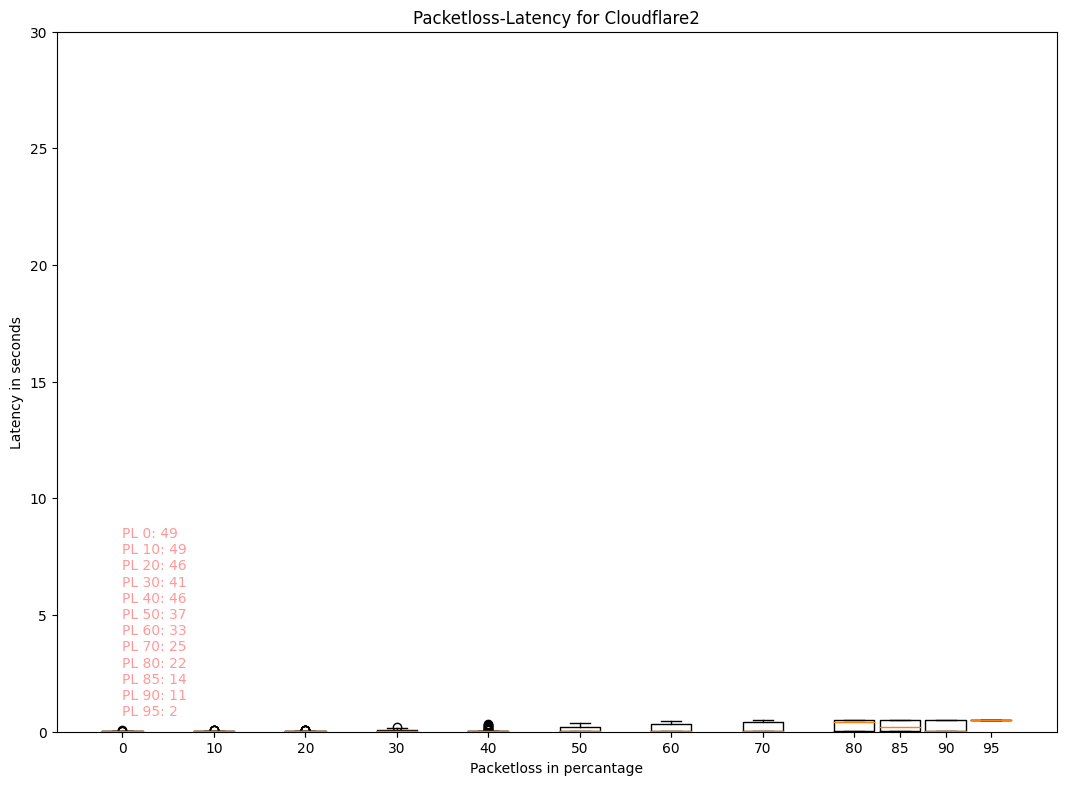 Packetloss-Latency for Cloudflare2
30
25
20
15
10
5
0
Latency in seconds
PL 0: 49
PL 10: 49
PL 20: 46
PL 30: 41
PL 40: 46
PL 50: 37
PL 60: 33
PL 70: 25
PL 80: 22
PL 85: 14
PL 90: 11
PL 95: 2
0 10 20 30 40 50 60 70 80 85 90 95
Packetloss in percantage